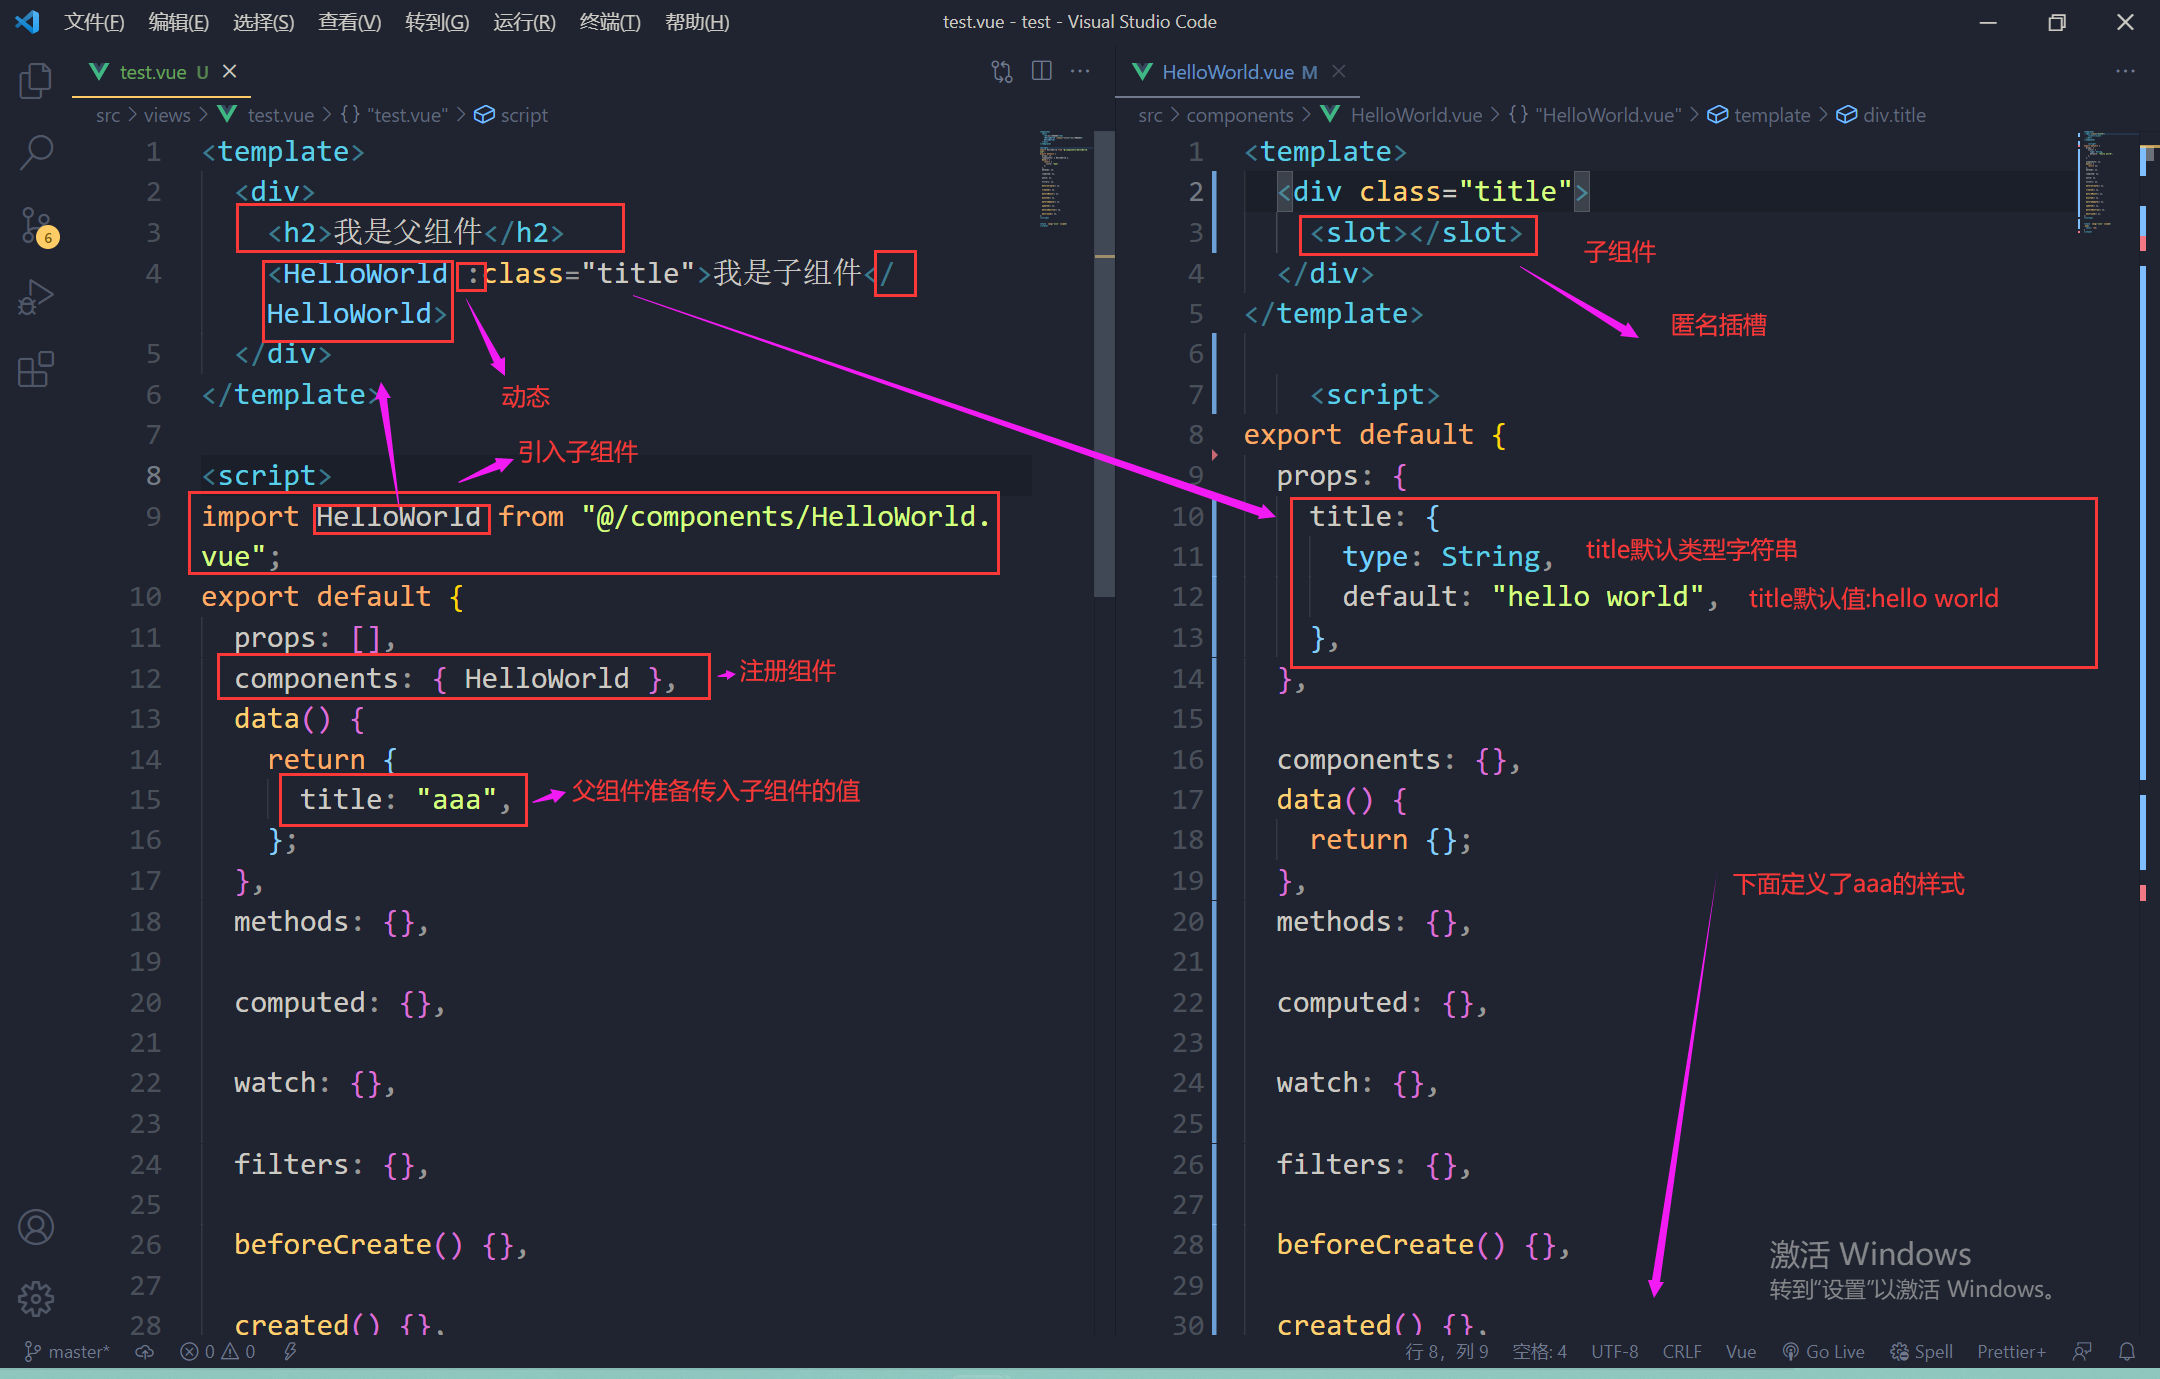 文件(F) 编辑(E) 选择(S) 查看(V) 转到(G) 运行(R) 终端(T) 帮助(H)
test.vue - test - Visual Studio Code
test.vue U
src > views > test.vue > {} "test.vue" > script
6
1 <template>
2 <div>
3 <h2>我是父组件</h2>
4 <HelloWorld :class="title">我是子组件</
HelloWorld>
5 </div>
动态
6 </template>
7
引入子组件
8 <script>
9 import HelloWorld from "@/components/HelloWorld.
vue";
10 export default {
11 props: [],
12 components: { HelloWorld },
注册组件
13 data() {
14 return {
15 title: "aaa",
父组件准备传入子组件的值
16 };
17 },
18 methods: {},
19
20 computed: {},
21
22 watch: {},
23
24 filters: {},
25
26 beforeCreate() {},
27
28 created() {},
HelloWorld.vue M
src > components > HelloWorld.vue > {} "HelloWorld.vue" > template > div.title
1 <template>
2 <div class="title">
3 <slot></slot>
子组件
4 </div>
5 </template>
匿名插槽
6
7 <script>
8 export default {
9 props: {
10 title: {
11 type: String,
title默认类型字符串
12 default: "hello world",
title默认值:hello world
13 },
14 },
15
16 components: {},
17 data() {
18 return {};
19 },
下面定义了aaa的样式
20 methods: {},
21
22 computed: {},
23
24 watch: {},
25
26 filters: {},
27
28 beforeCreate() {},
29
30 created() {},
激活 Windows
转到“设置”以激活 Windows。
master* 0 0
行 8，列 9 空格: 4 UTF-8 CRLF Vue Go Live Spell Prettier+